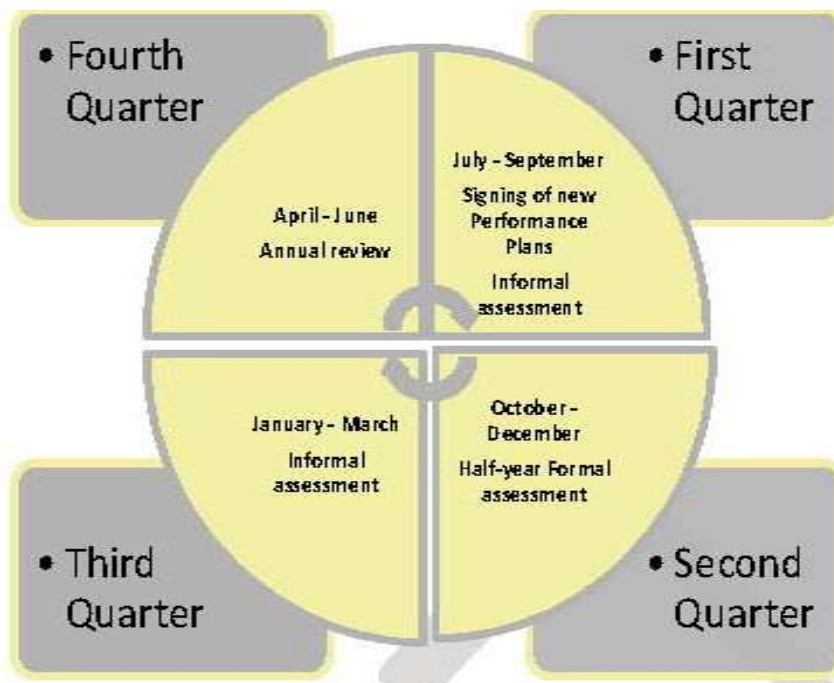 • Fourth
Quarter
• First
Quarter
July - September
Signing of new
Performance
Plans
Informal
assessment
April - June
Annual review
January - March
Informal
assessment
October -
December
Half-year Formal
assessment
• Third
Quarter
• Second
Quarter